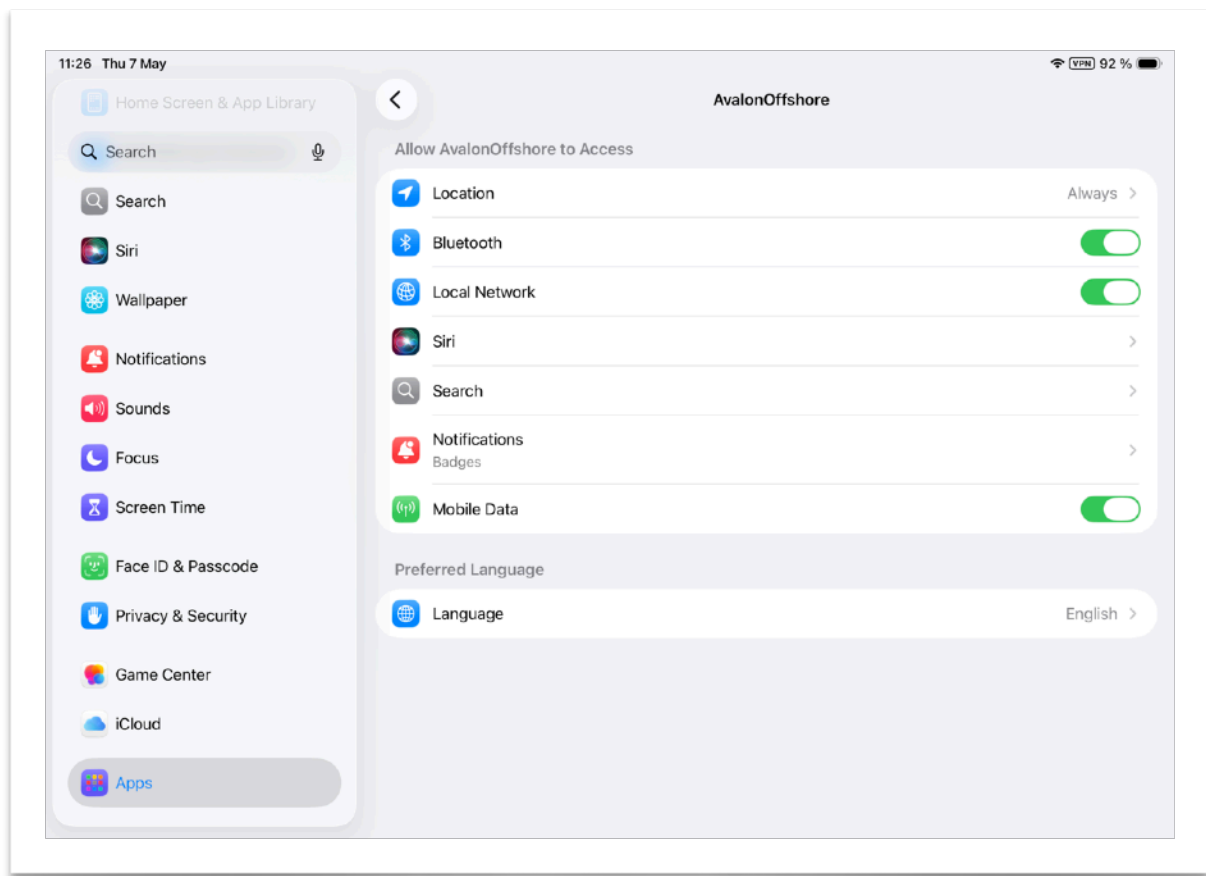 11:26 Thu 7 May
VPN 92 %
Home Screen & App Library
Search
Search
Siri
Wallpaper
Notifications
Sounds
Focus
Screen Time
Face ID & Passcode
Privacy & Security
Game Center
iCloud
Apps
AvalonOffshore
Allow AvalonOffshore to Access
Location Always
Bluetooth
Local Network
Siri
Search
Notifications
Badges
Mobile Data
Preferred Language
Language English